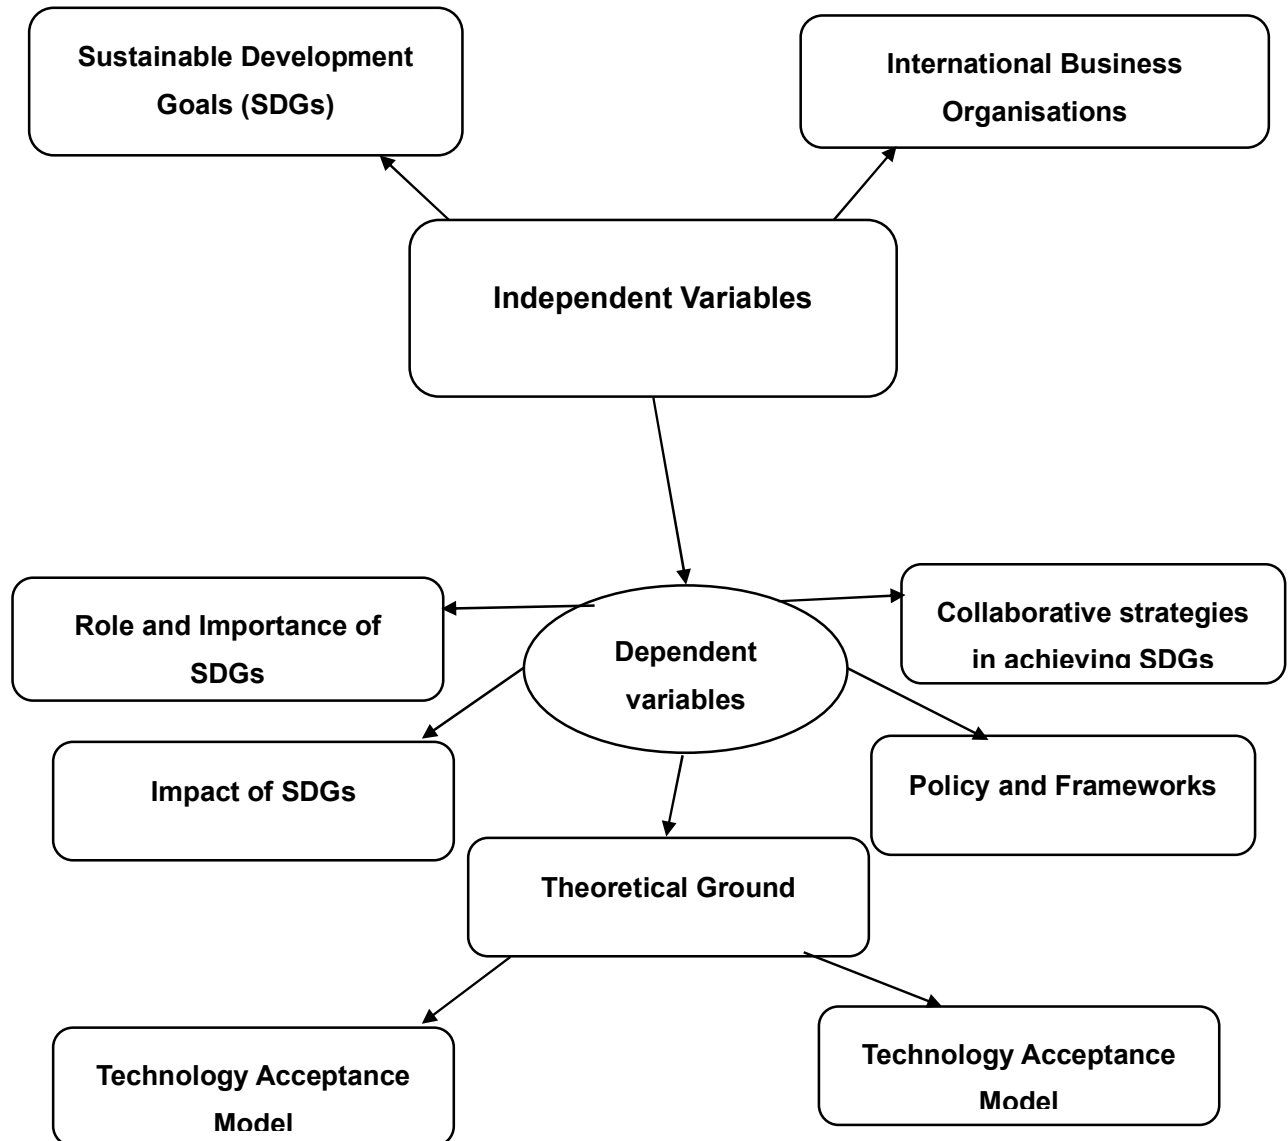 Sustainable Development
Goals (SDGs)
International Business
Organisations
Independent Variables
Role and Importance of
SDGs
Dependent
variables
Collaborative strategies
in achieving SDGs
Impact of SDGs
Policy and Frameworks
Theoretical Ground
Technology Acceptance
Model
Technology Acceptance
Model